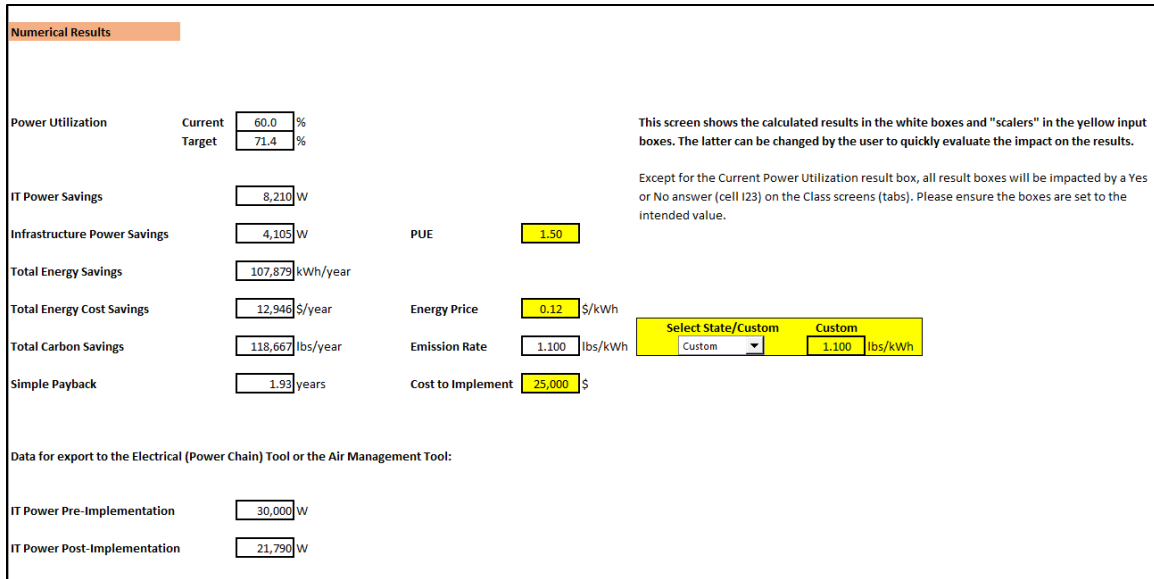 Numerical Results
Power Utilization Current 60.0 % This screen shows the calculated results in the white boxes and "scalers" in the yellow input
Target 71.4 % boxes. The latter can be changed by the user to quickly evaluate the impact on the results.
Except for the Current Power Utilization result box, all result boxes will be impacted by a Yes
IT Power Savings 8,210 W or No answer (cell I23) on the Class screens (tabs). Please ensure the boxes are set to the
intended value.
Infrastructure Power Savings 4,105 W PUE 1.50
Total Energy Savings 107,879 kWh/year
Total Energy Cost Savings 12,946 $/year Energy Price 0.12 $/kWh
Select State/Custom Custom
Total Carbon Savings 118,667 lbs/year Emission Rate 1.100 lbs/kWh Custom 1.100 lbs/kWh
Simple Payback 1.93 years Cost to Implement 25,000 $
Data for export to the Electrical (Power Chain) Tool or the Air Management Tool:
IT Power Pre-Implementation 30,000 W
IT Power Post-Implementation 21,790 W